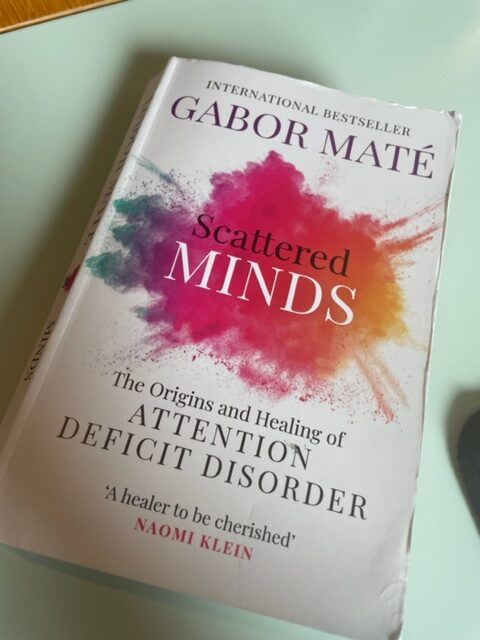 INTERNATIONAL BESTSELLER
GABOR MATÉ
Scattered
MINDS
The Origins and Healing of
ATTENTION
DEFICIT DISORDER
‘A healer to be cherished’
NAOMI KLEIN
MINDS